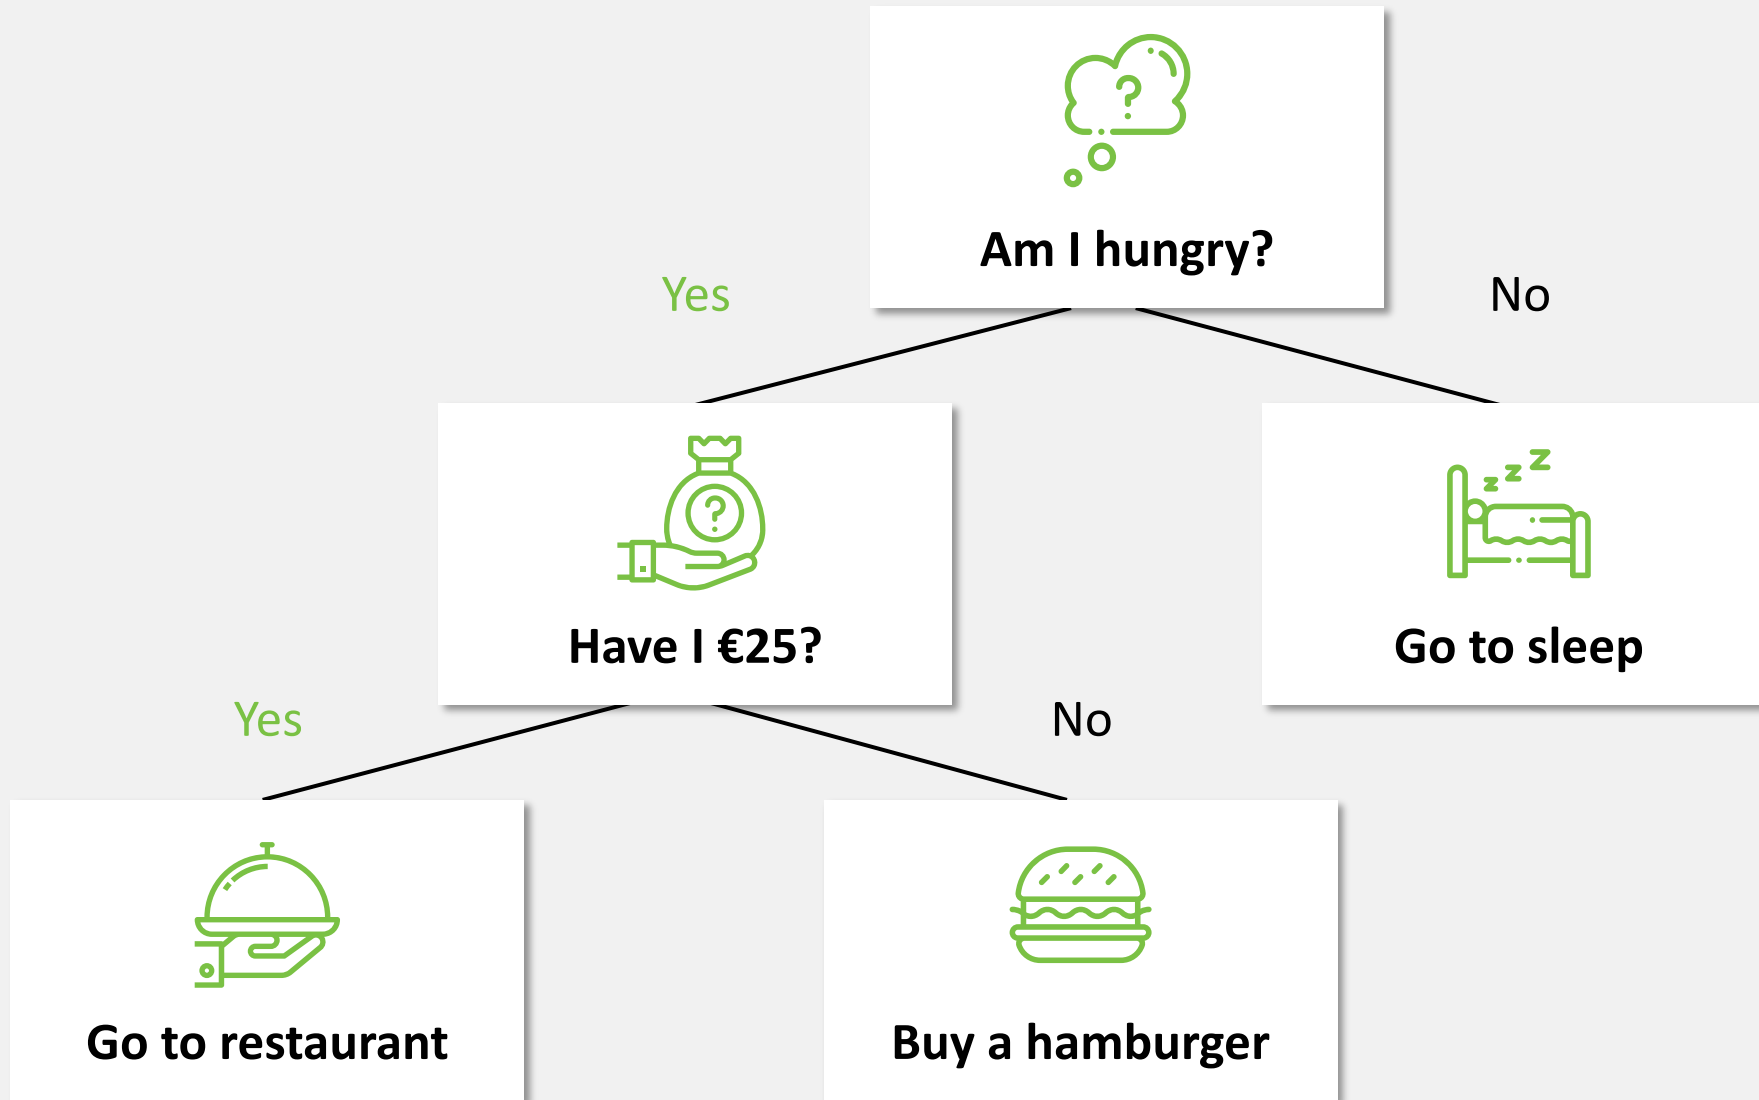 Am I hungry?
Yes
No
Have I €25?
Go to sleep
Yes
No
Go to restaurant
Buy a hamburger